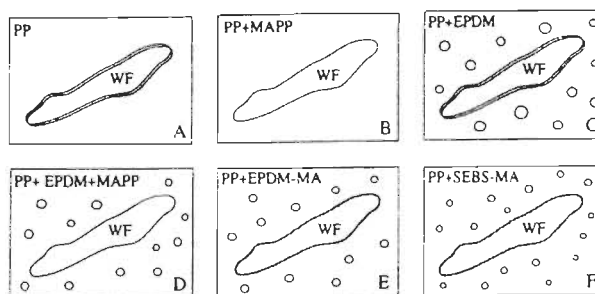 PP
WF
A
PP+MAPP
WF
B
PP+EPDM
WF
C
PP+ EPDM+MAPP
WF
D
PP+EPDM-MA
WF
E
PP+SEBS-MA
WF
F